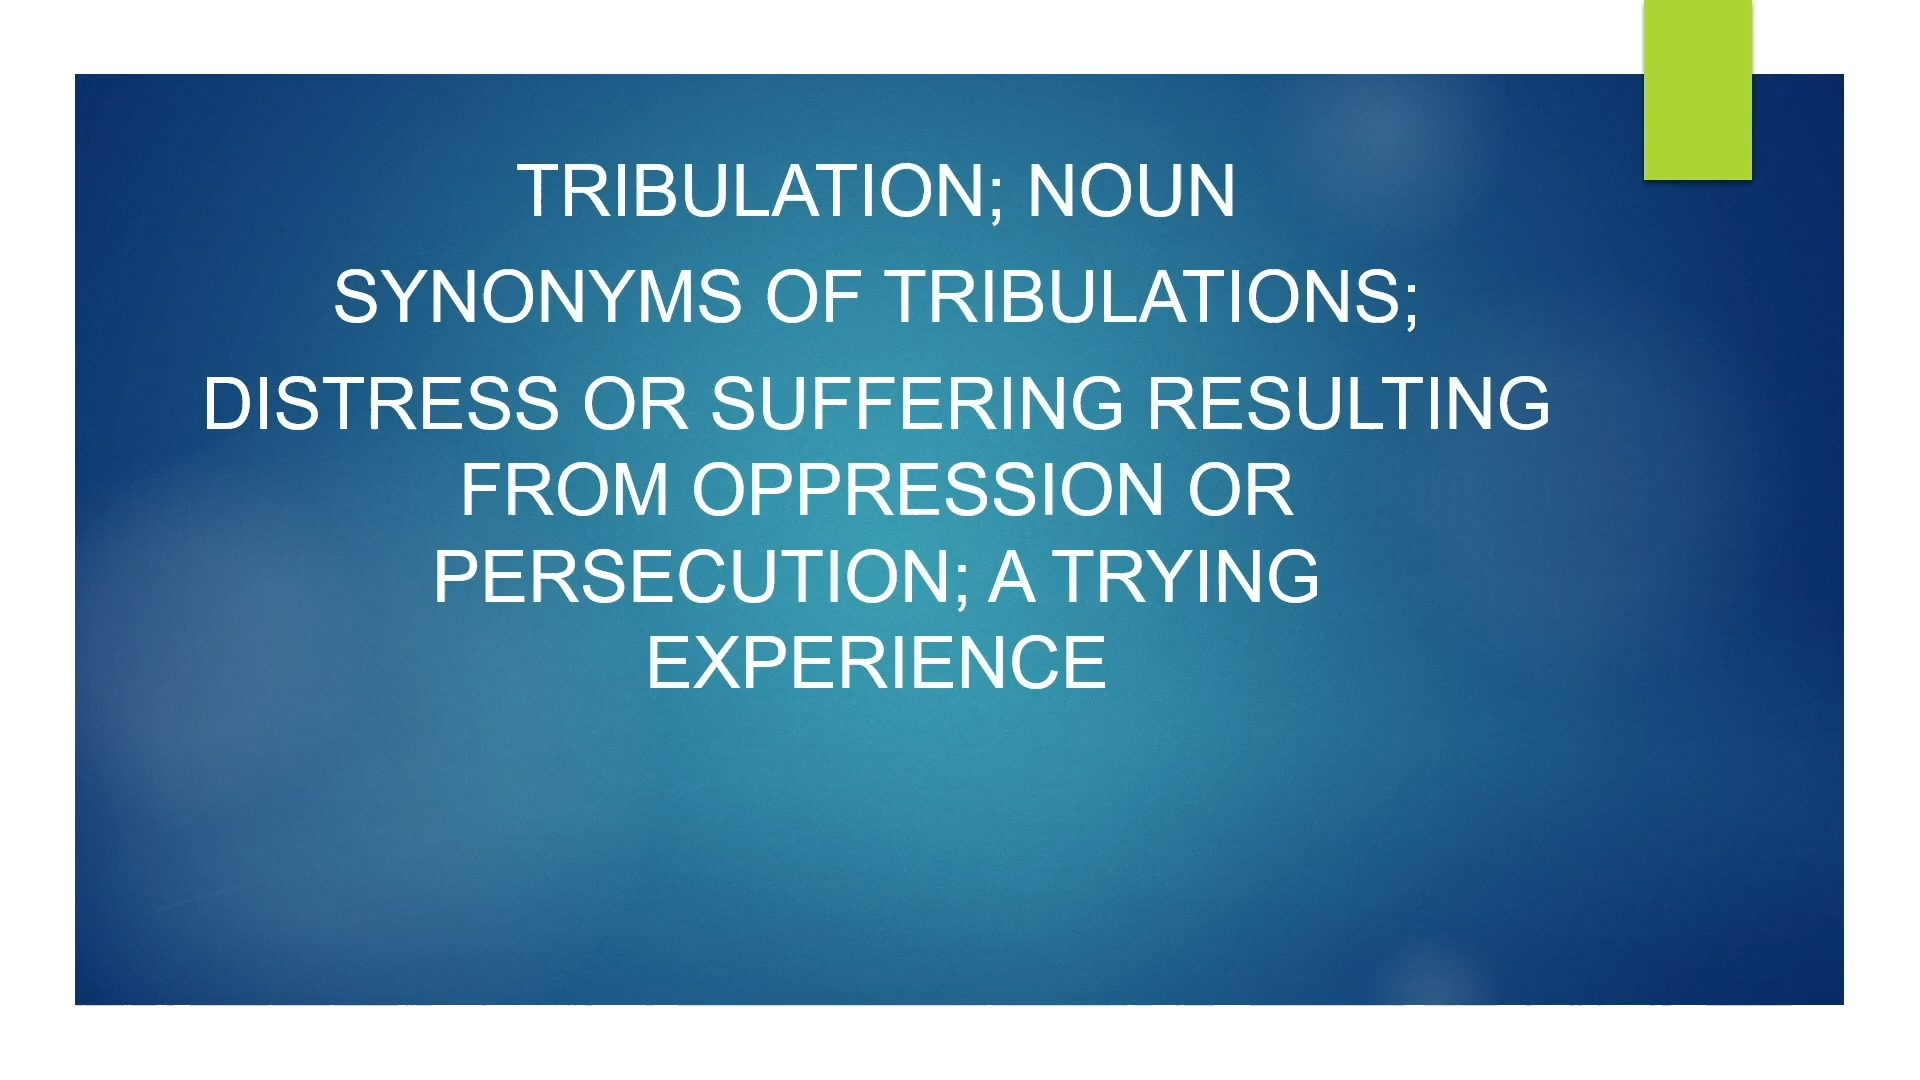 TRIBULATION; NOUN
SYNONYMS OF TRIBULATIONS;
DISTRESS OR SUFFERING RESULTING
FROM OPPRESSION OR
PERSECUTION; A TRYING
EXPERIENCE